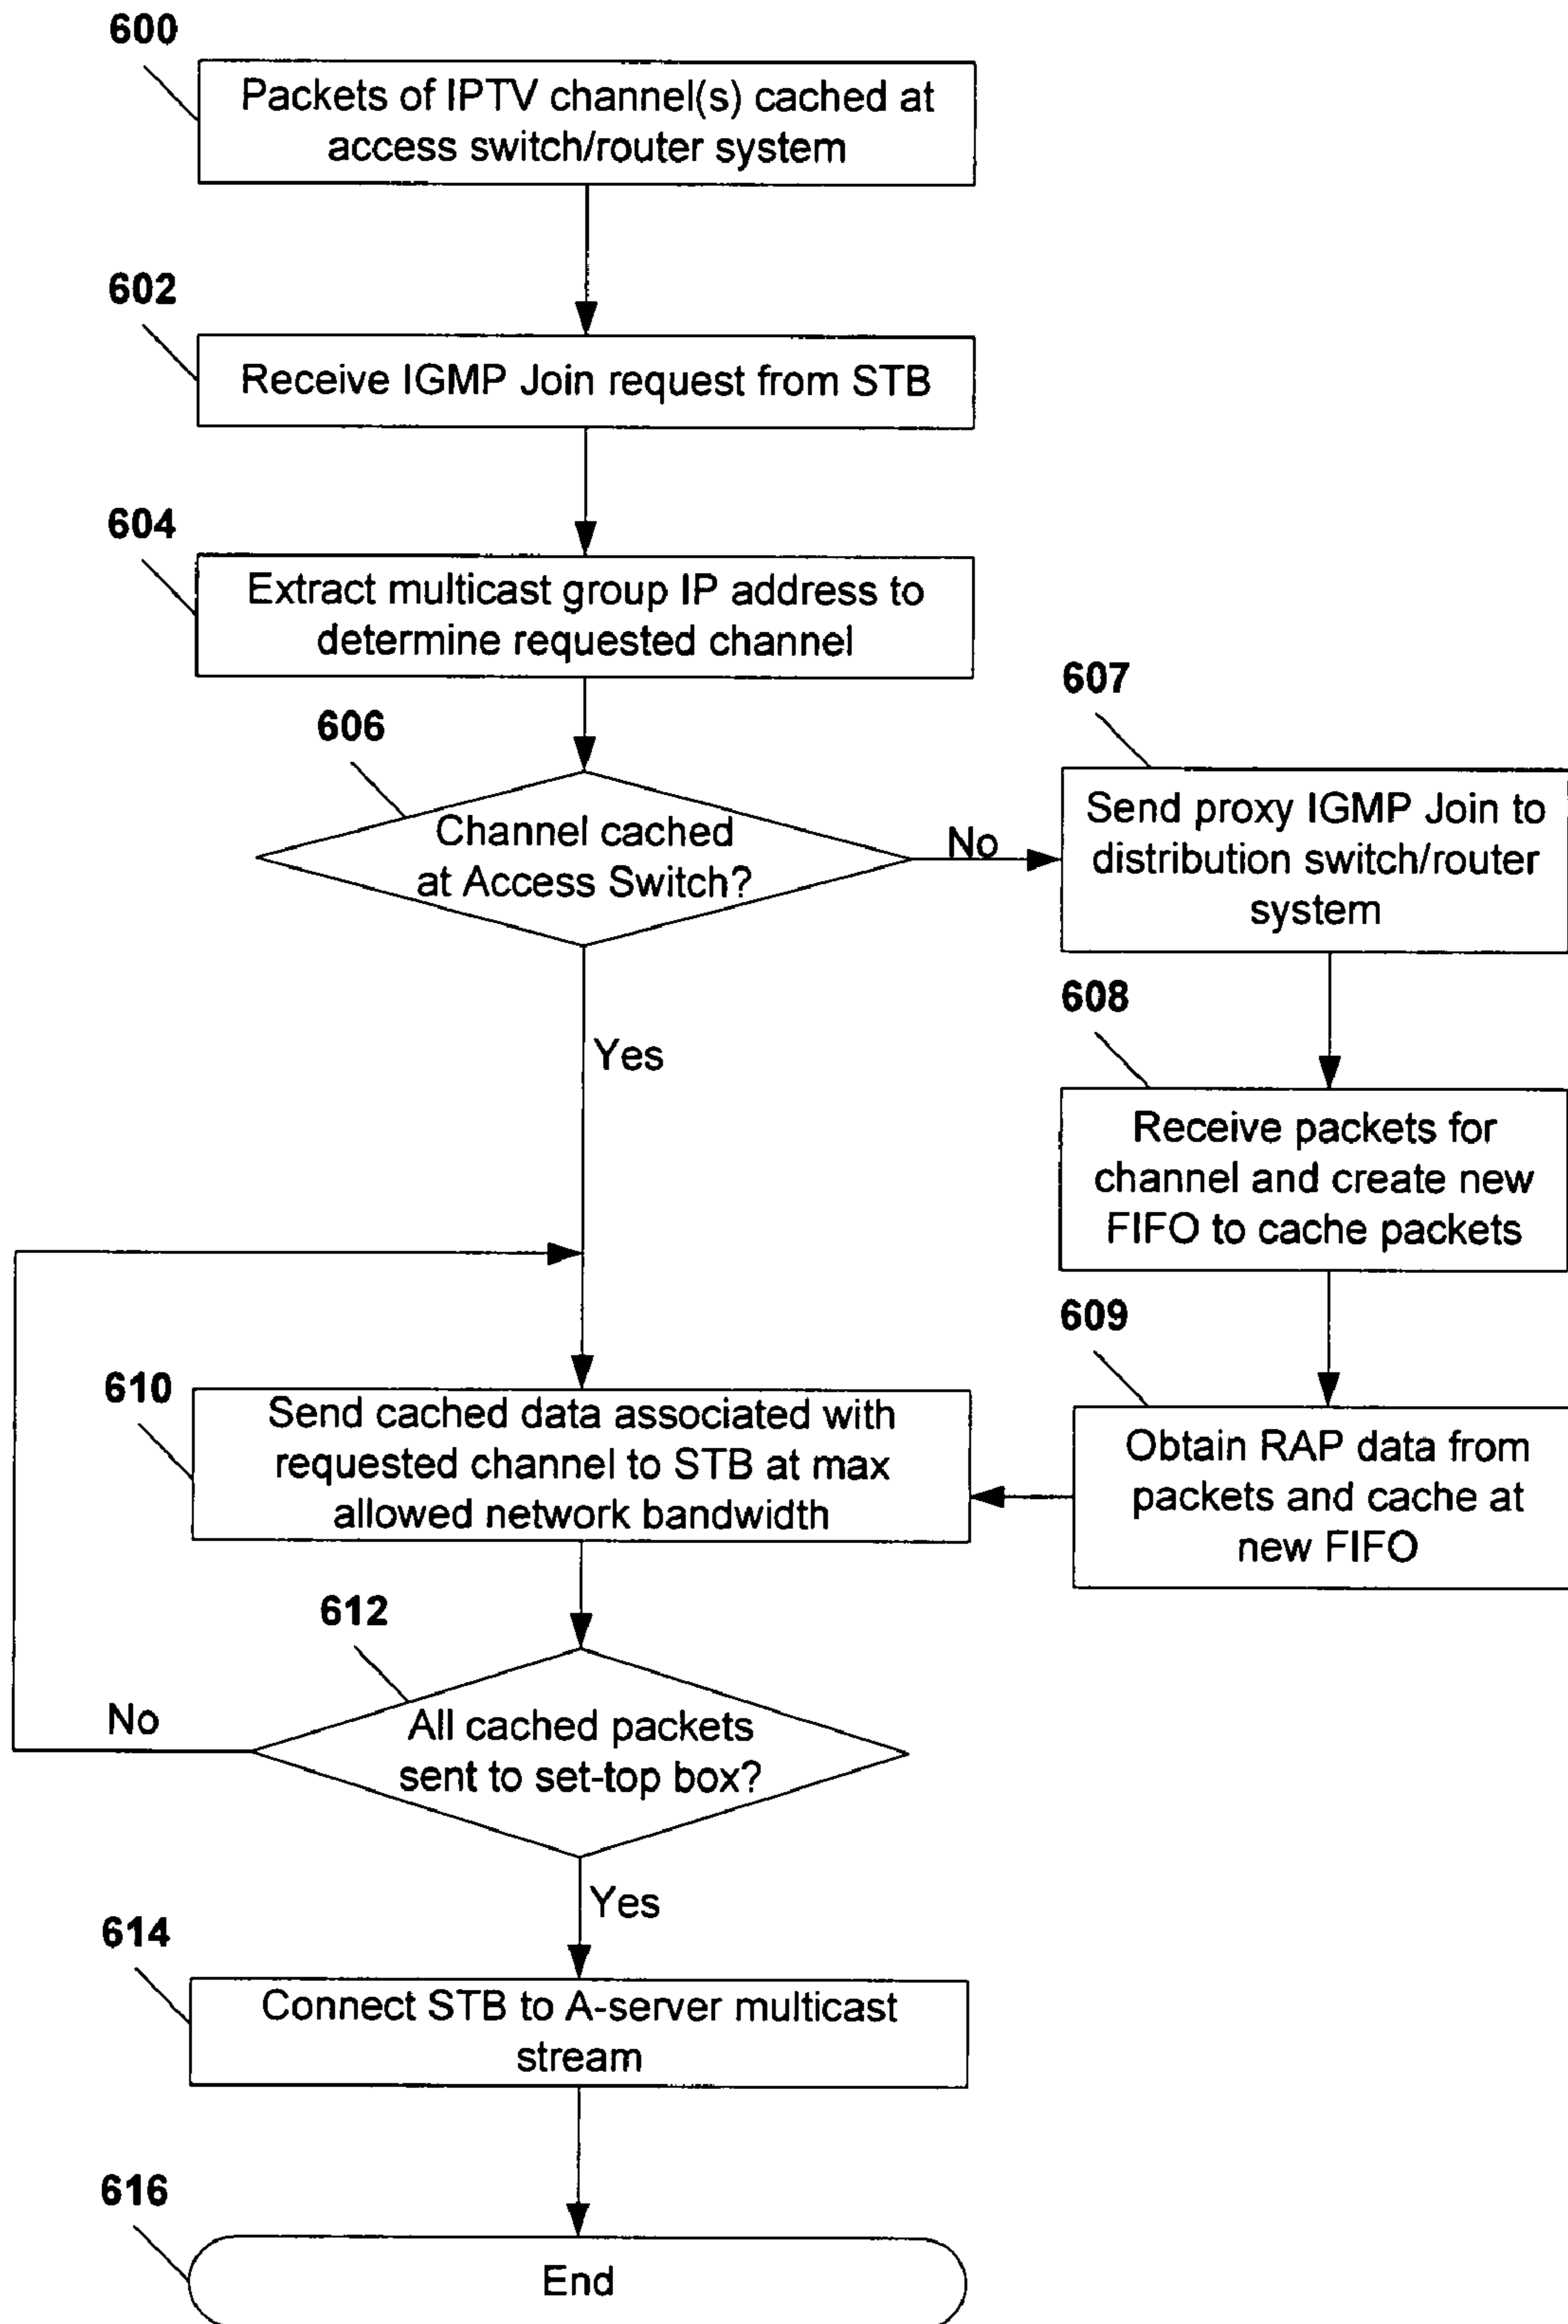 600
Packets of IPTV channel(s) cached at
access switch/router system
602
Receive IGMP Join request from STB
604
Extract multicast group IP address to
determine requested channel
606
Channel cached
at Access Switch?
No
607
Send proxy IGMP Join to
distribution switch/router
system
Yes
608
Receive packets for
channel and create new
FIFO to cache packets
609
Obtain RAP data from
packets and cache at
new FIFO
610
Send cached data associated with
requested channel to STB at max
allowed network bandwidth
612
All cached packets
sent to set-top box?
No
Yes
614
Connect STB to A-server multicast
stream
616
End